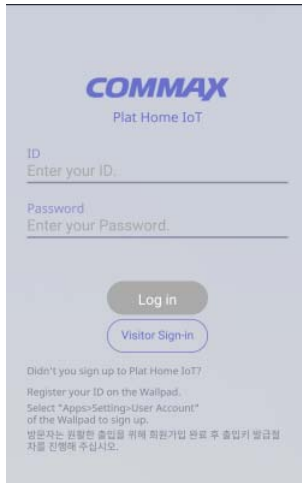 COMMAX
Plat Home IoT
ID
Enter your ID.
Password
Enter your Password.
Log in
Visitor Sign-in
Didn't you sign up to Plat Home IoT?
Register your ID on the Wallpad.
Select "Apps>Setting>User Account"
of the Wallpad to sign up.
방문자는 원활한 출입을 위해 회원가입 완료 후 출입키 발급절
차를 진행해 주십시오.